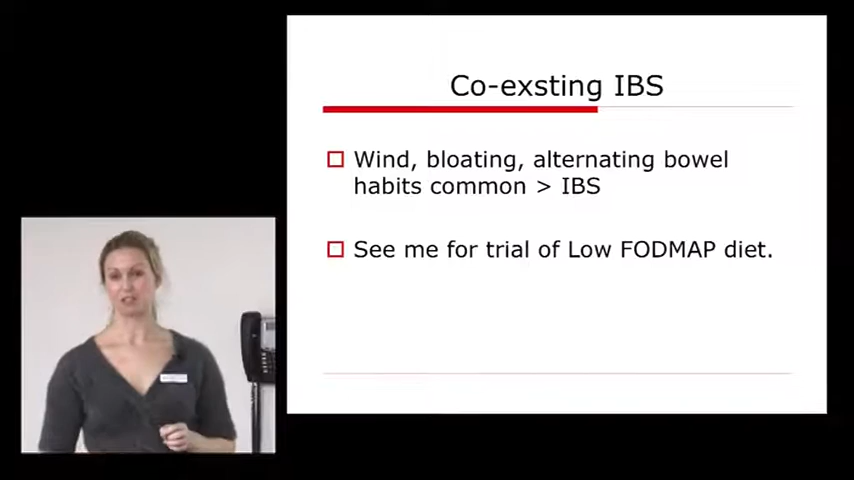 Co-exsting IBS
Wind, bloating, alternating bowel
habits common > IBS
See me for trial of Low FODMAP diet.